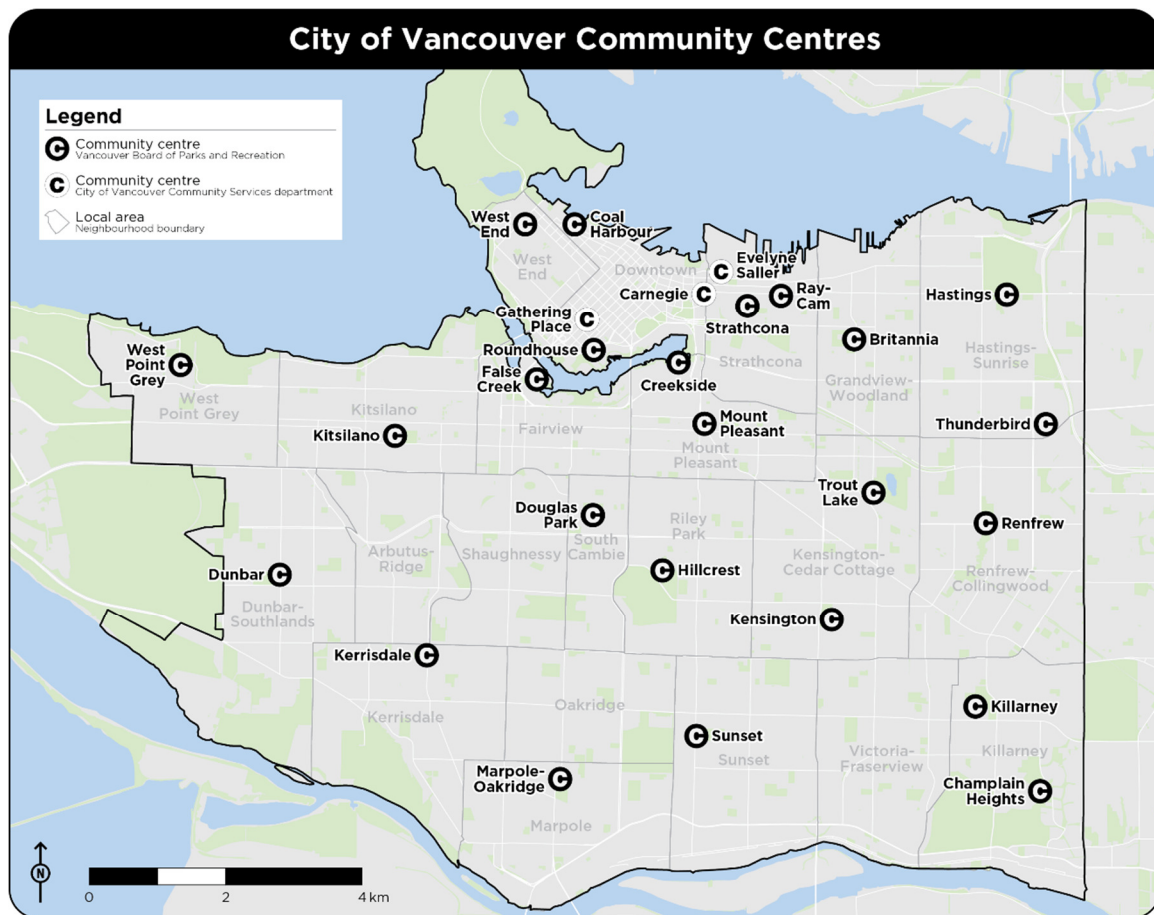 City of Vancouver Community Centres
Legend
C Community centre
Vancouver Board of Parks and Recreation
C Community centre
City of Vancouver Community Services department
Local area
Neighbourhood boundary
West
End
C
C
Coal
Harbour
West
End
Downtown
Evelyne
Saller
C
Carnegie C
C
Strathcona
C Ray-
Cam
Hastings C
Gathering
Place
C
Roundhouse C
False
Creek
C
C
Creekside
Strathcona
C Britannia
Grandview-
Woodland
Hastings-
Sunrise
West
Point
Grey
C
West
Point Grey
Kitsilano
Kitsilano C
Fairview
C Mount
Pleasant
Mount
Pleasant
Thunderbird C
Trout
Lake
C
Douglas
Park
C
Riley
Park
C Renfrew
Arbutus-
Ridge
Shaughnessy
South
Cambie
Kensington-
Cedar Cottage
Renfrew-
Collingwood
Dunbar C
Dunbar-
Southlands
C Hillcrest
Kensington C
Kerrisdale C
Kerrisdale
Oakridge
C Killarney
C Sunset
Sunset
Victoria-
Fraserview
Killarney
Marpole-
Oakridge
C
Marpole
Champlain
Heights
C
N
0 2 4 km